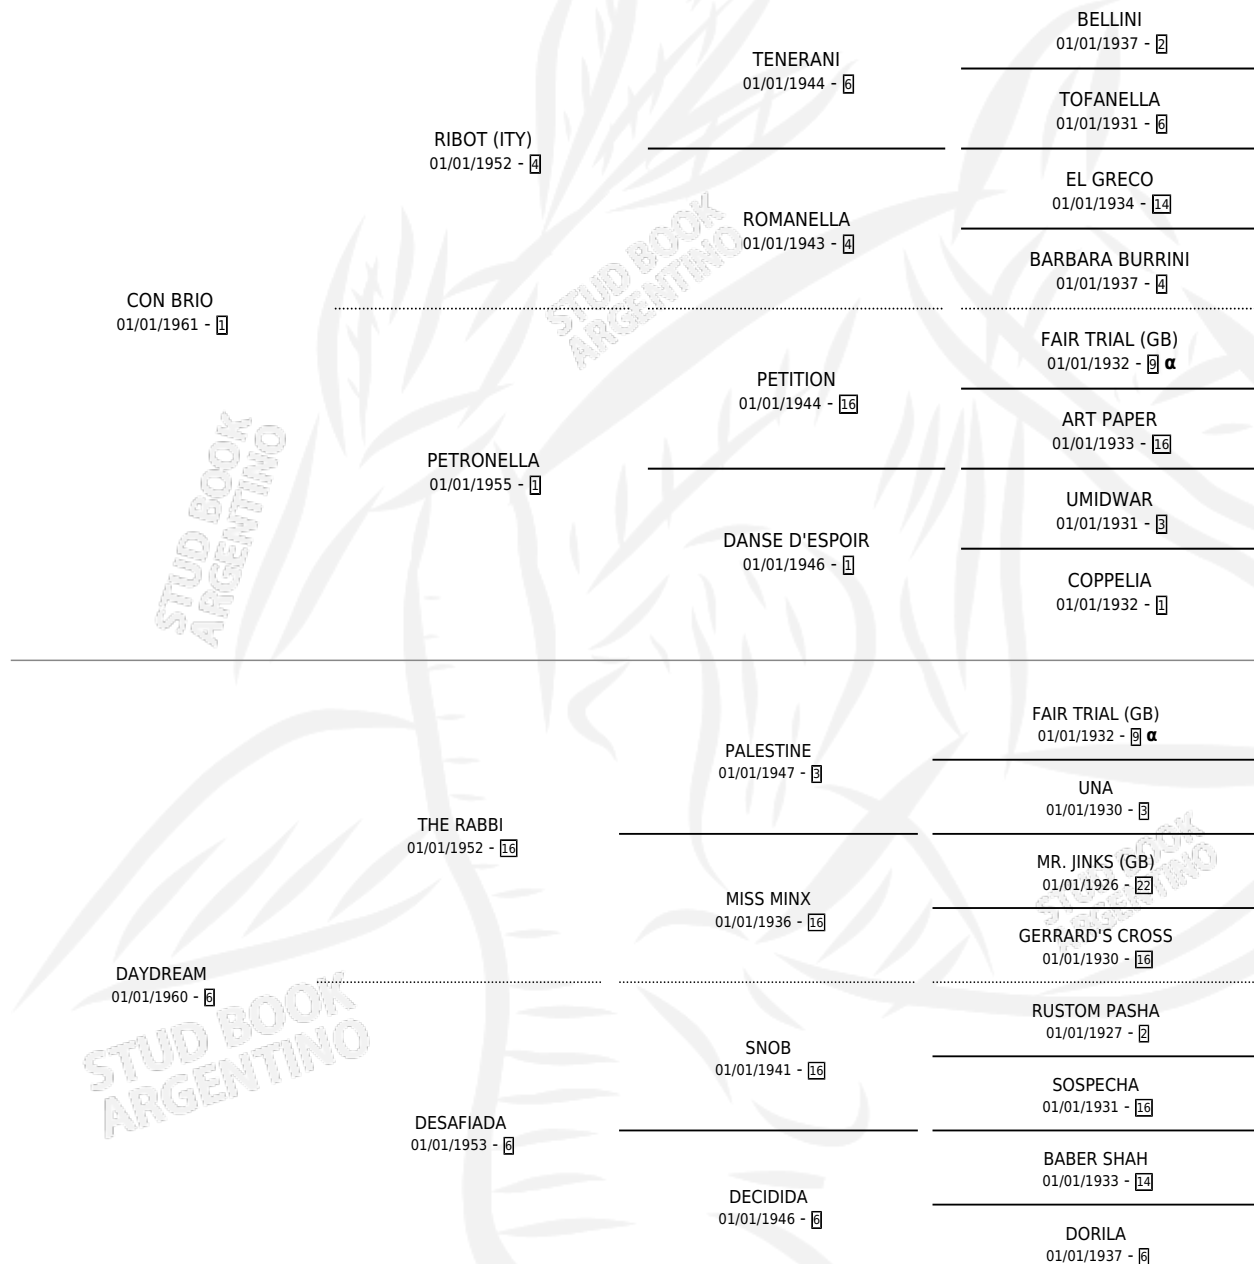 BELLINI
01/01/1937 - 2
TENERANI
01/01/1944 - 6
TOFANELLA
01/01/1931 - 6
RIBOT (ITY)
01/01/1952 - 4
EL GRECO
01/01/1934 - 14
ROMANELLA
01/01/1943 - 4
BARBARA BURRINI
01/01/1937 - 4
STUD BOOK
ARGENTINO
CON BRIO
01/01/1961 - 1
FAIR TRIAL (GB)
01/01/1932 - 9 α
PETITION
01/01/1944 - 16
ART PAPER
01/01/1933 - 16
PETRONELLA
01/01/1955 - 1
UMIDWAR
01/01/1931 - 3
DANSE D'ESPOIR
01/01/1946 - 1
COPPELIA
01/01/1932 - 1
STUD BOOK
ARGENTINO
FAIR TRIAL (GB)
01/01/1932 - 9 α
PALESTINE
01/01/1947 - 3
UNA
01/01/1930 - 3
THE RABBI
01/01/1952 - 16
MR. JINKS (GB)
01/01/1926 - 22
MISS MINX
01/01/1936 - 16
GERRARD'S CROSS
01/01/1930 - 16
STUD BOOK
ARGENTINO
DAYDREAM
01/01/1960 - 6
RUSTOM PASHA
01/01/1927 - 2
SNOB
01/01/1941 - 16
SOSPECHA
01/01/1931 - 16
STUD BOOK
ARGENTINO
DESAFIADA
01/01/1953 - 6
BABER SHAH
01/01/1933 - 14
DECIDIDA
01/01/1946 - 6
DORILA
01/01/1937 - 6